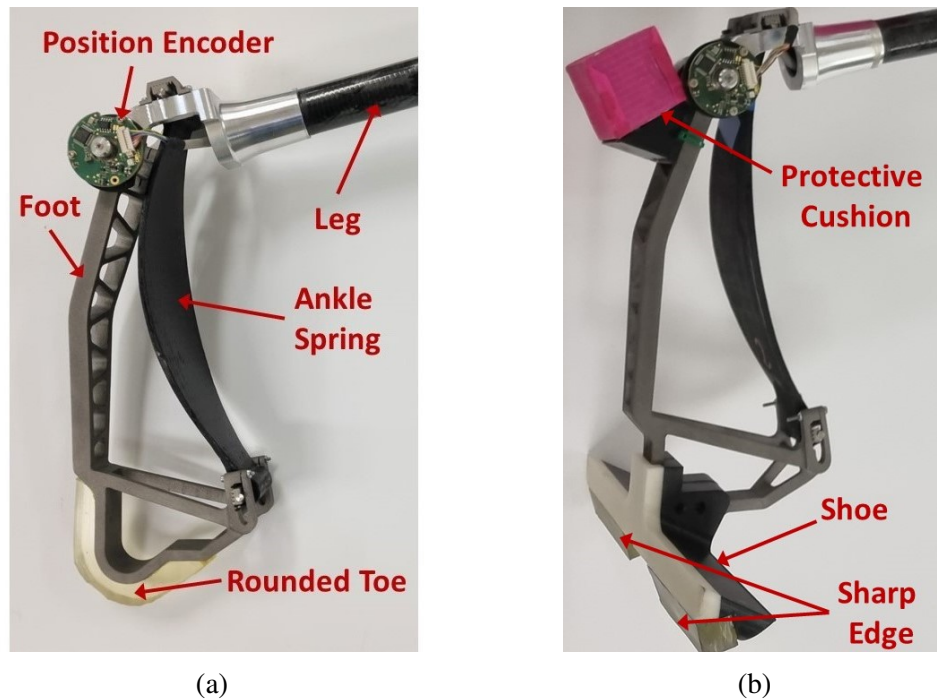 Position Encoder
Foot
Leg
Ankle
Spring
Rounded Toe
(a)
Protective
Cushion
Shoe
Sharp
Edge
(b)